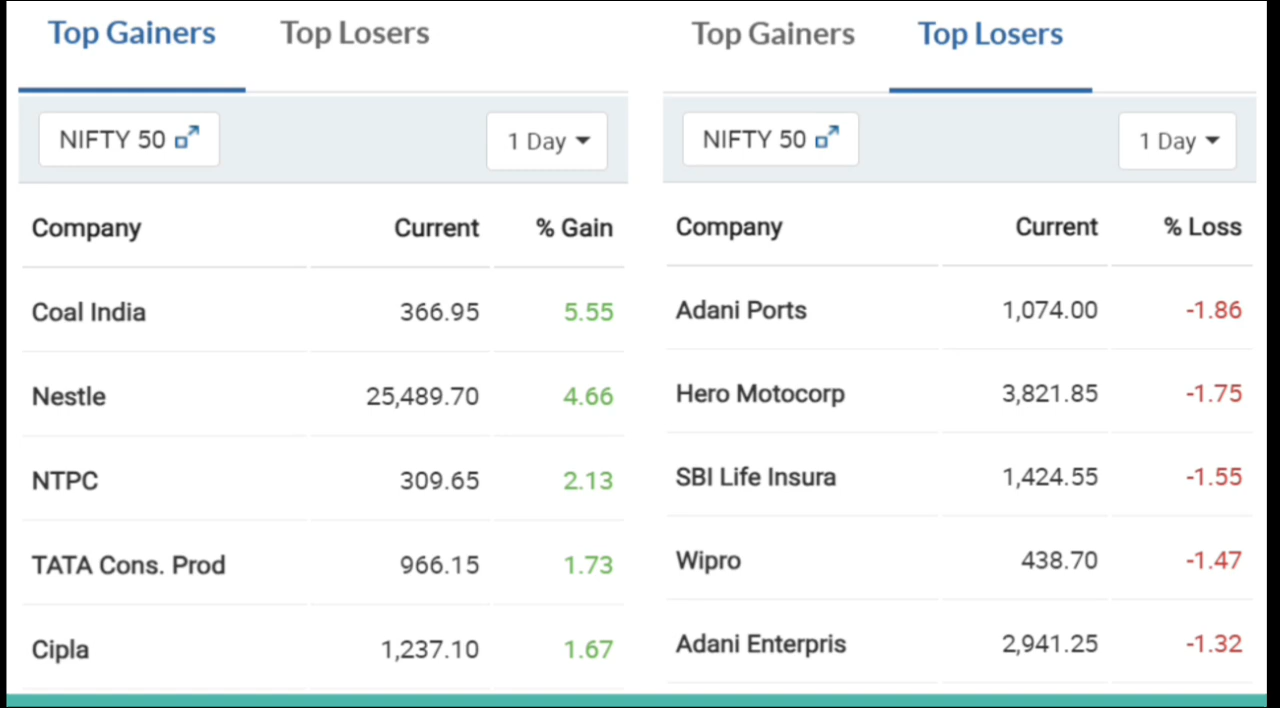 Top Gainers Top Losers
NIFTY 50 1 Day
Company Current % Gain
Coal India 366.95 5.55
Nestle 25,489.70 4.66
NTPC 309.65 2.13
TATA Cons. Prod 966.15 1.73
Cipla 1,237.10 1.67
Top Gainers Top Losers
NIFTY 50 1 Day
Company Current % Loss
Adani Ports 1,074.00 -1.86
Hero Motocorp 3,821.85 -1.75
SBI Life Insura 1,424.55 -1.55
Wipro 438.70 -1.47
Adani Enterpris 2,941.25 -1.32